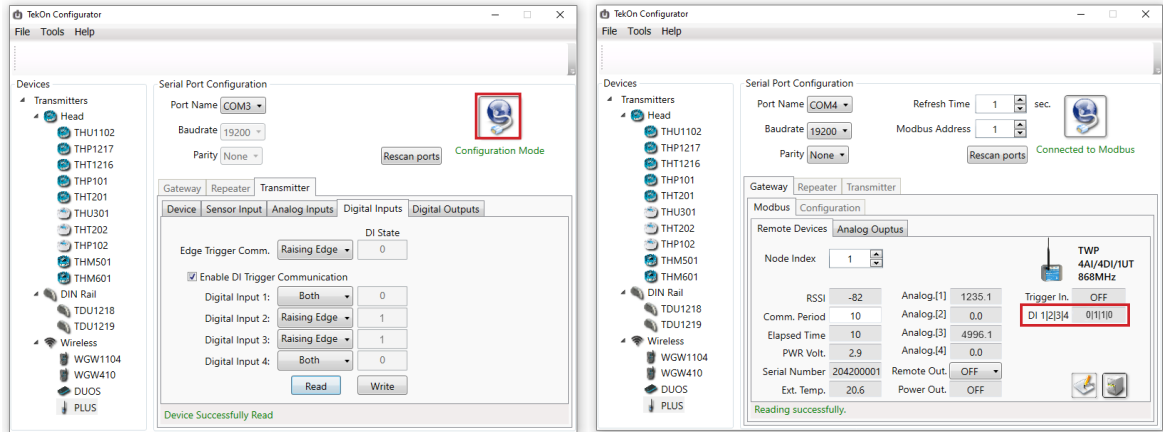 TekOn Configurator
File Tools Help
Devices
Transmitters
Head
THU1102
THP1217
THT1216
THP101
THT201
THU301
THT202
THP102
THM501
THM601
DIN Rail
TDU1218
TDU1219
Wireless
WGW1104
WGW410
DUOS
PLUS
Serial Port Configuration
Port Name COM3
Baudrate 19200
Parity None
Rescan ports
Configuration Mode
Gateway Repeater Transmitter
Device Sensor Input Analog Inputs Digital Inputs Digital Outputs
DI State
Edge Trigger Comm. Raising Edge 0
Enable DI Trigger Communication
Digital Input 1: Both 0
Digital Input 2: Raising Edge 1
Digital Input 3: Raising Edge 1
Digital Input 4: Both 0
Read Write
Device Successfully Read
TekOn Configurator
File Tools Help
Devices
Transmitters
Head
THU1102
THP1217
THT1216
THP101
THT201
THU301
THT202
THP102
THM501
THM601
DIN Rail
TDU1218
TDU1219
Wireless
WGW1104
WGW410
DUOS
PLUS
Serial Port Configuration
Port Name COM4 Refresh Time 1 sec.
Baudrate 19200 Modbus Address 1
Parity None Rescan ports Connected to Modbus
Gateway Repeater Transmitter
Modbus Configuration
Remote Devices Analog Ouptus
Node Index 1
TWP
4AI/4DI/1UT
868MHz
RSSI -82 Analog.[1] 1235.1 Trigger In. OFF
Comm. Period 10 Analog.[2] 0.0 DI 1|2|3|4 0|1|1|0
Elapsed Time 10 Analog.[3] 4996.1
PWR Volt. 2.9 Analog.[4] 0.0
Serial Number 204200001 Remote Out. OFF
Ext. Temp. 20.6 Power Out. OFF
Reading successfully.